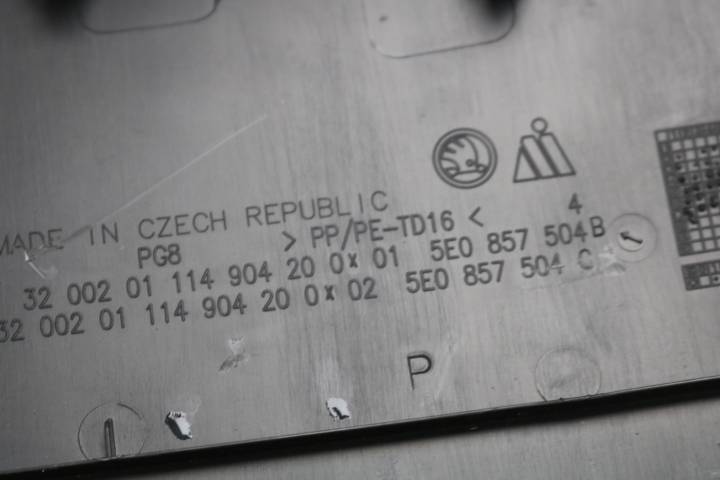 MADE IN CZECH REPUBLIC
PG8 > PP/PE-TD16 < 4
32 002 01 114 904 20 0x 01 5E0 857 504B
32 002 01 114 904 20 0x 02 5E0 857 504 C
P